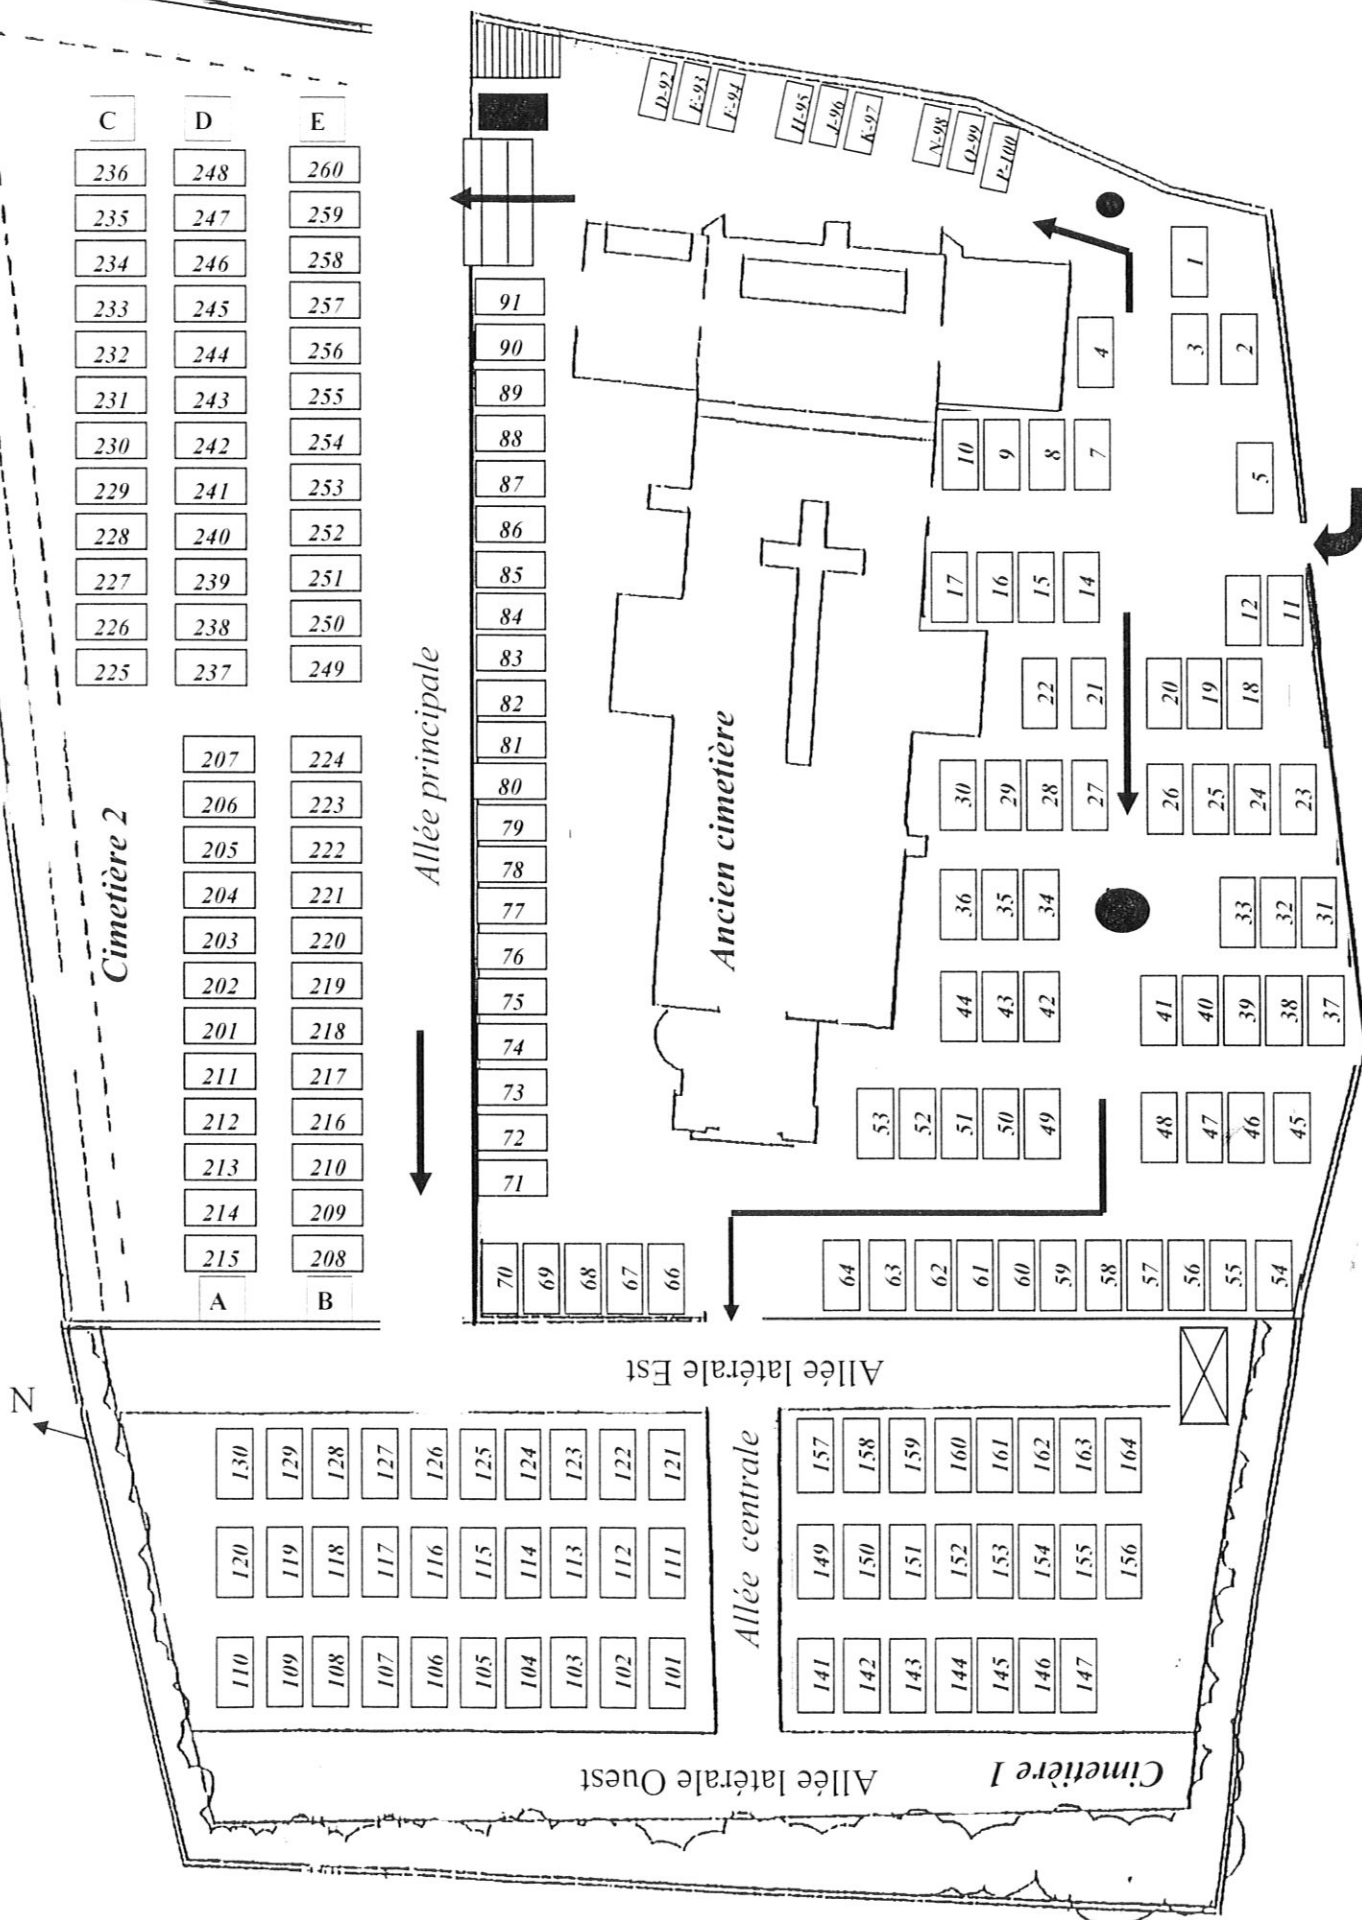 C D E
236 248 260
235 247 259
234 246 258
233 245 257
232 244 256
231 243 255
230 242 254
229 241 253
228 240 252
227 239 251
226 238 250
225 237 249
207 224
206 223
205 222
204 221
203 220
202 219
201 218
211 217
212 216
213 210
214 209
215 208
A B
Cimetière 2
Allée principale
91
90
89
88
87
86
85
84
83
82
81
80
79
78
77
76
75
74
73
72
71
D-92 E-93 F-94 H-95 J-96 K-97 N-98 O-99 P-100
Ancien cimetière
1
4 3 2
10 9 8 7 5
17 16 15 14 12 11
22 21 20 19 18
30 29 28 27 26 25 24 23
36 35 34 33 32 31
44 43 42 41 40 39 38 37
53 52 51 50 49 48 47 46 45
70 69 68 67 66 64 63 62 61 60 59 58 57 56 55 54
N
Allée latérale Est
130 129 128 127 126 125 124 123 122 121 157 158 159 160 161 162 163 164
120 119 118 117 116 115 114 113 112 111 149 150 151 152 153 154 155 156
110 109 108 107 106 105 104 103 102 101 141 142 143 144 145 146 147
Allée centrale
Allée latérale Ouest
Cimetière 1